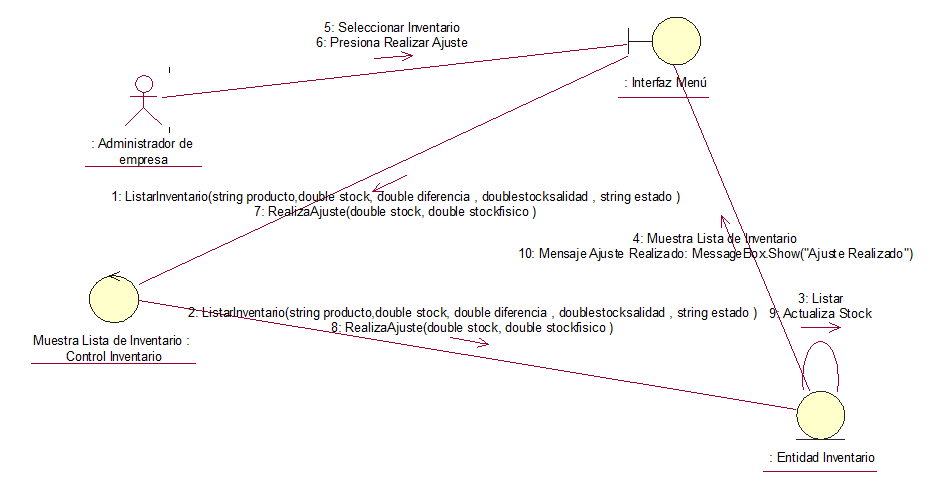 5: Seleccionar Inventario
6: Presiona Realizar Ajuste
: Interfaz Menú
: Administrador de
empresa
1: ListarInventario(string producto,double stock, double diferencia , doublestocksalidad , string estado )
7: RealizaAjuste(double stock, double stockfisico )
4: Muestra Lista de Inventario
10: Mensaje Ajuste Realizado: MessageBox.Show("Ajuste Realizado")
3: Listar
9: Actualiza Stock
2: ListarInventario(string producto,double stock, double diferencia , doublestocksalidad , string estado )
8: RealizaAjuste(double stock, double stockfisico )
Muestra Lista de Inventario :
Control Inventario
: Entidad Inventario